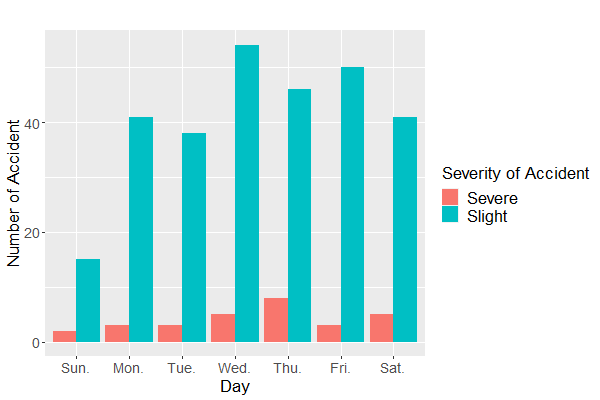 Number of Accident
40
20
0
Sun. Mon. Tue. Wed. Thu. Fri. Sat.
Day
Severity of Accident
Severe
Slight